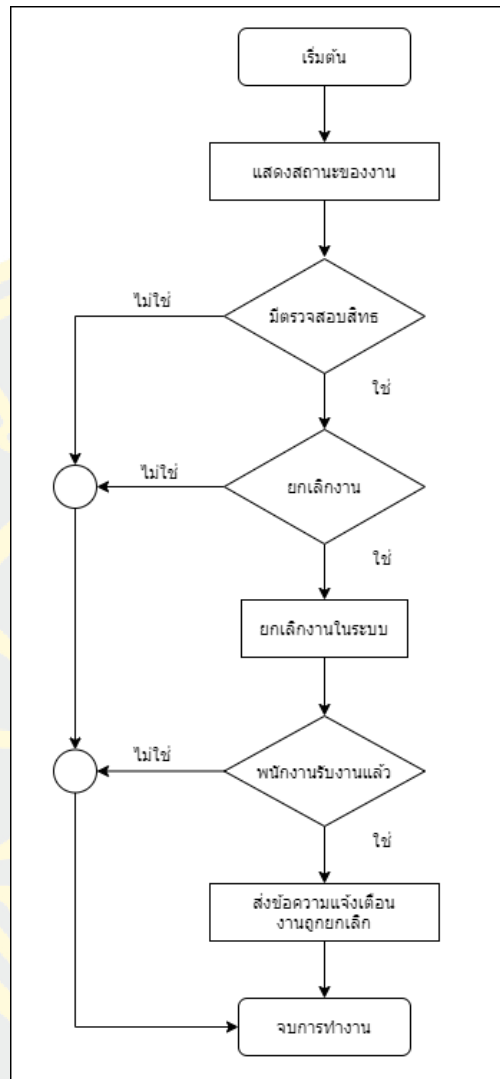 เริ่มต้น
แสดงสถานะของงาน
มีตรวจสอบสิทธ
ไม่ใช่
ใช่
ยกเลิกงาน
ไม่ใช่
ใช่
ยกเลิกงานในระบบ
พนักงานรับงานแล้ว
ไม่ใช่
ใช่
ส่งข้อความแจ้งเตือน
งานถูกยกเลิก
จบการทำงาน